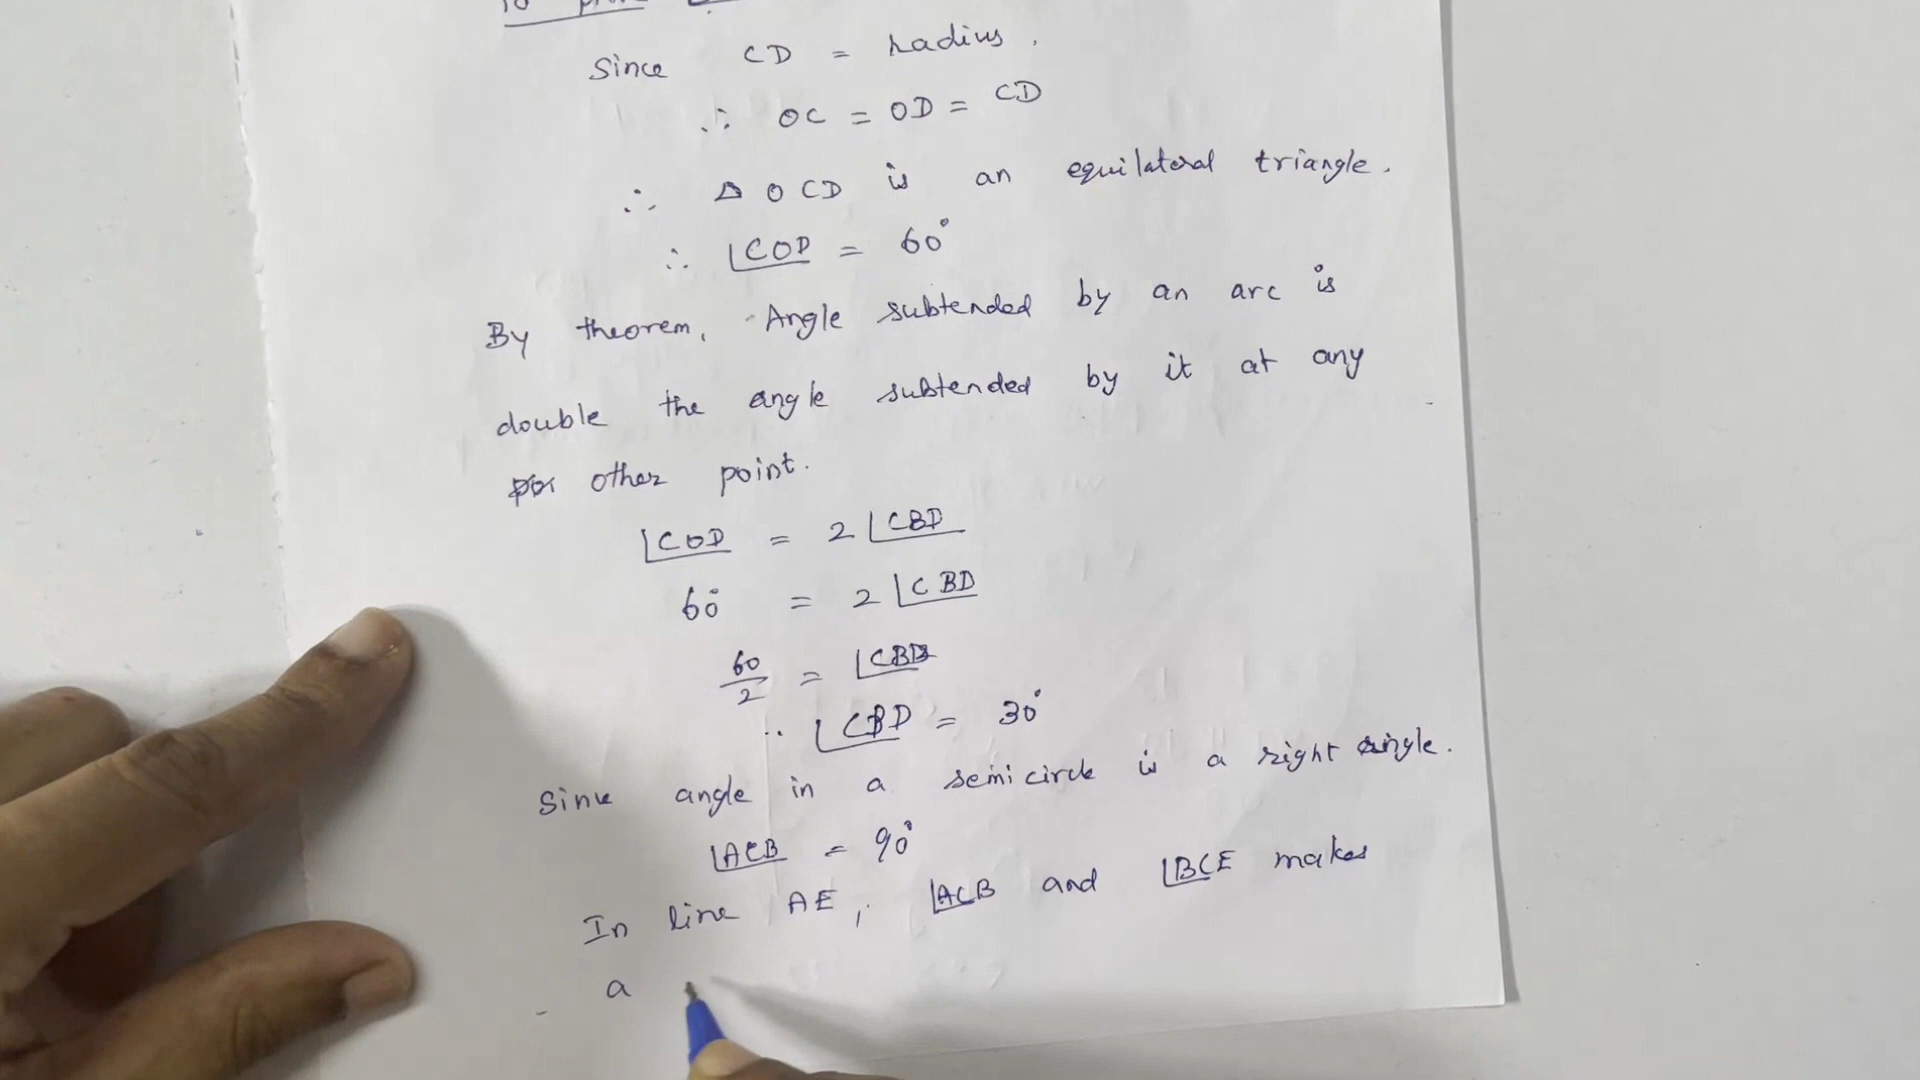 Since CD = radius.
∴ OC = OD = CD
∴ △ OCD is an equilateral triangle.
∴ ∠COD = 60°
By theorem, Angle subtended by an arc is
double the angle subtended by it at any
other point.
∠COD = 2 ∠CBD
60° = 2 ∠CBD
60/2 = ∠CBD
∴ ∠CBD = 30°
Since angle in a semicircle is a right angle.
∠ACB = 90°
In line AE, ∠ACB and ∠BCE makes
a